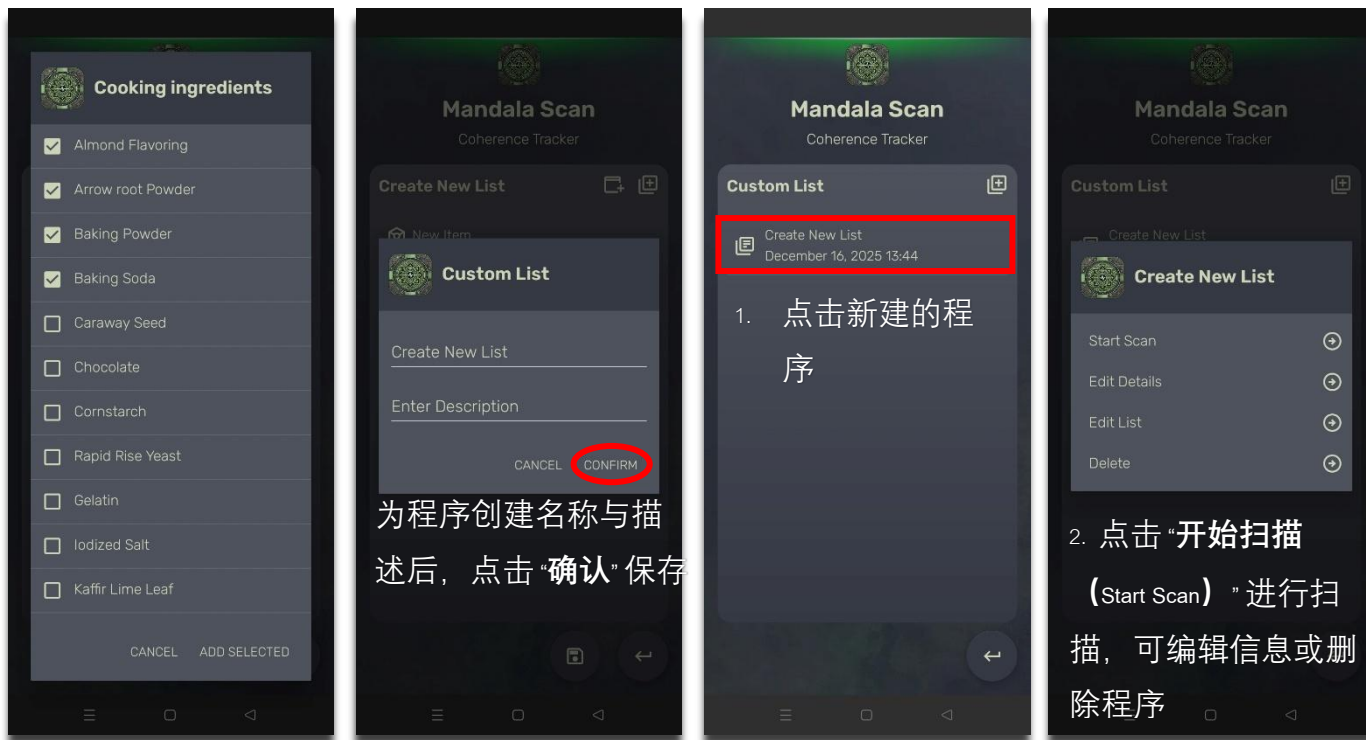 Cooking ingredients
Almond Flavoring
Arrow root Powder
Baking Powder
Baking Soda
Caraway Seed
Chocolate
Cornstarch
Rapid Rise Yeast
Gelatin
Iodized Salt
Kaffir Lime Leaf
CANCEL ADD SELECTED
Mandala Scan
Coherence Tracker
Create New List
New Item
Custom List
Create New List
Enter Description
CANCEL CONFIRM
为程序创建名称与描
述后，点击“确认”保存
Mandala Scan
Coherence Tracker
Custom List
Create New List
December 16, 2025 13:44
1. 点击新建的程
序
Mandala Scan
Coherence Tracker
Custom List
Create New List
Create New List
Start Scan
Edit Details
Edit List
Delete
2. 点击“开始扫描
（Start Scan）”进行扫
描，可编辑信息或删
除程序